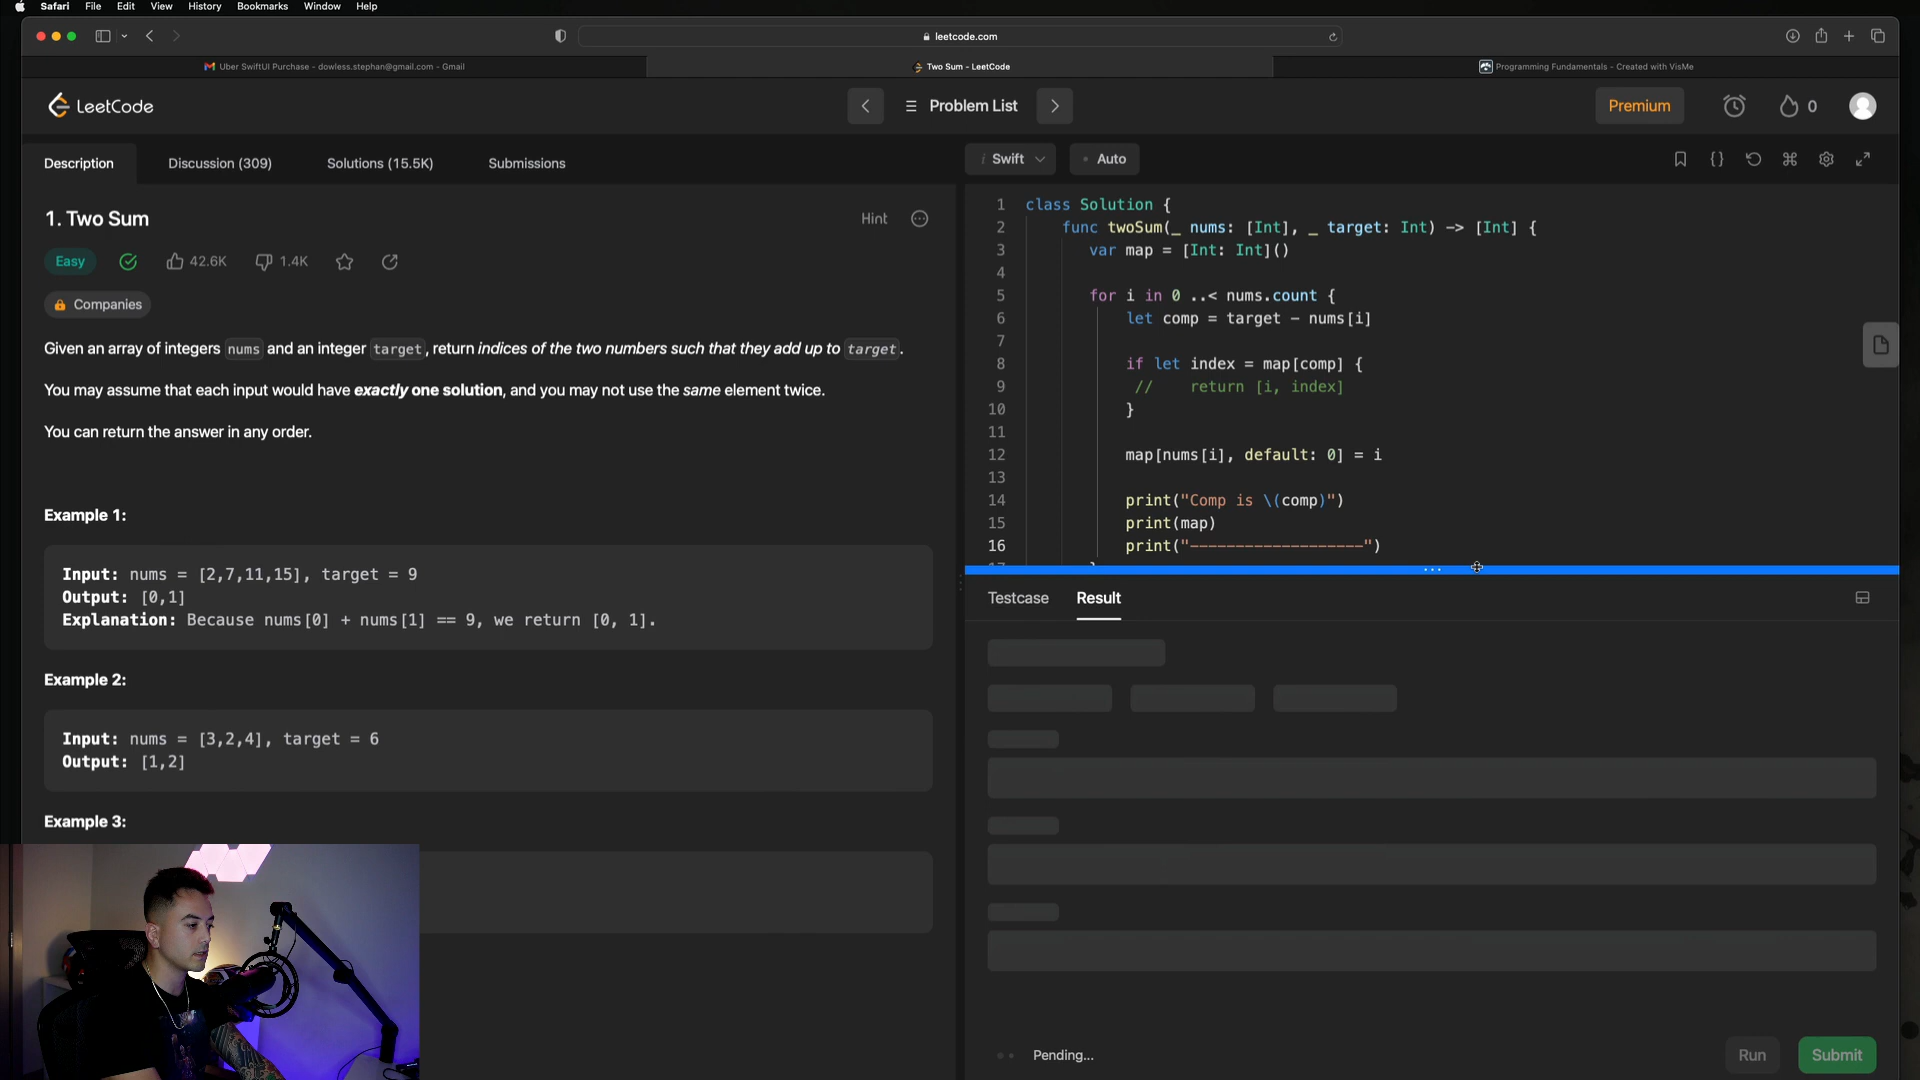 Safari File Edit View History Bookmarks Window Help
leetcode.com
Uber SwiftUI Purchase - dowless.stephan@gmail.com - Gmail
Two Sum - LeetCode
Programming Fundamentals - Created with VisMe
LeetCode
Problem List
Premium
0
Description
Discussion (309)
Solutions (15.5K)
Submissions
1. Two Sum
Hint
Easy
42.6K
1.4K
Companies
Given an array of integers nums and an integer target, return indices of the two numbers such that they add up to target.
You may assume that each input would have exactly one solution, and you may not use the same element twice.
You can return the answer in any order.
Example 1:
Input: nums = [2,7,11,15], target = 9
Output: [0,1]
Explanation: Because nums[0] + nums[1] == 9, we return [0, 1].
Example 2:
Input: nums = [3,2,4], target = 6
Output: [1,2]
Example 3:
i Swift
• Auto
1 class Solution {
2 func twoSum(_ nums: [Int], _ target: Int) -> [Int] {
3 var map = [Int: Int]()
4
5 for i in 0 ..< nums.count {
6 let comp = target - nums[i]
7
8 if let index = map[comp] {
9 // return [i, index]
10 }
11
12 map[nums[i], default: 0] = i
13
14 print("Comp is \(comp)")
15 print(map)
16 print("-------------------")
17 }
Testcase
Result
Pending...
Run
Submit